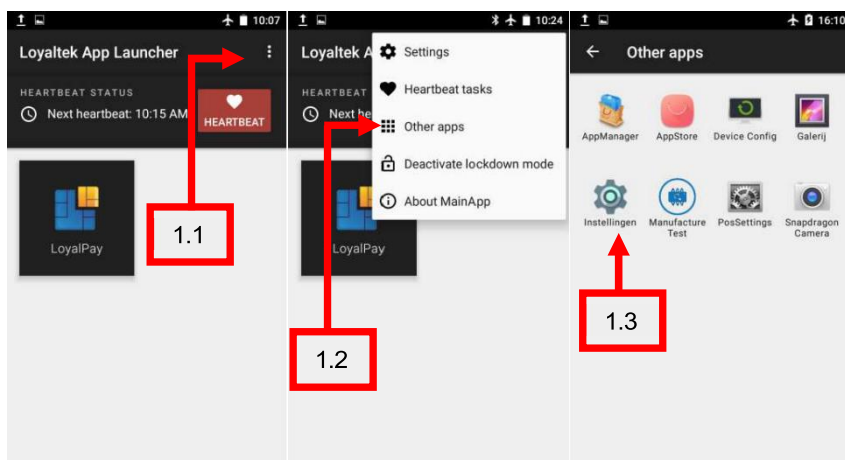 10:07
Loyaltek App Launcher
HEARTBEAT STATUS
Next heartbeat: 10:15 AM
HEARTBEAT
LoyalPay
1.1
10:24
Loyaltek A
Settings
HEARTBEAT
Heartbeat tasks
Next he
Other apps
Deactivate lockdown mode
About MainApp
LoyalPay
1.2
16:10
Other apps
AppManager
AppStore
Device Config
Galerij
Instellingen
Manufacture
Test
PosSettings
Snapdragon
Camera
1.3